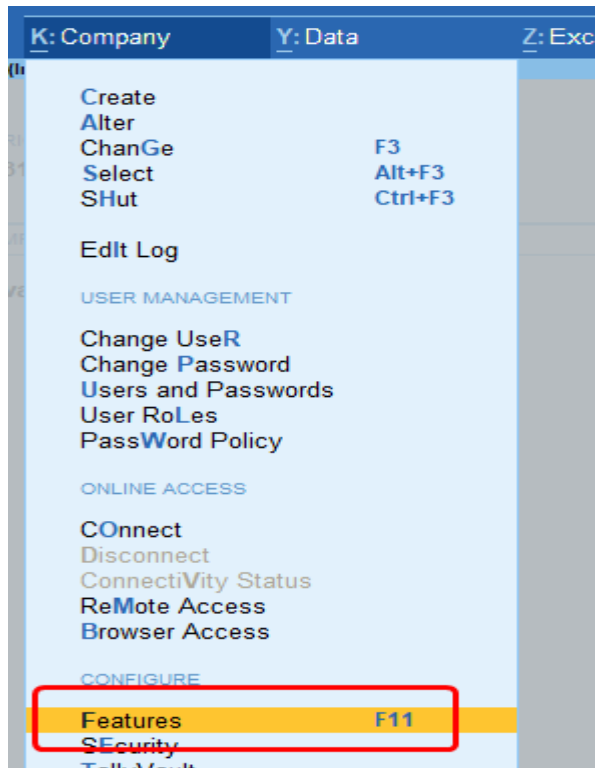 K: Company Y: Data Z: Exc
Create
Alter
ChanGe F3
Select Alt+F3
SHut Ctrl+F3
EdIt Log
USER MANAGEMENT
Change UseR
Change Password
Users and Passwords
User RoLes
PassWord Policy
ONLINE ACCESS
COnnect
Disconnect
ConnectiVity Status
ReMote Access
Browser Access
CONFIGURE
Features F11
SEcurity
TallyVault